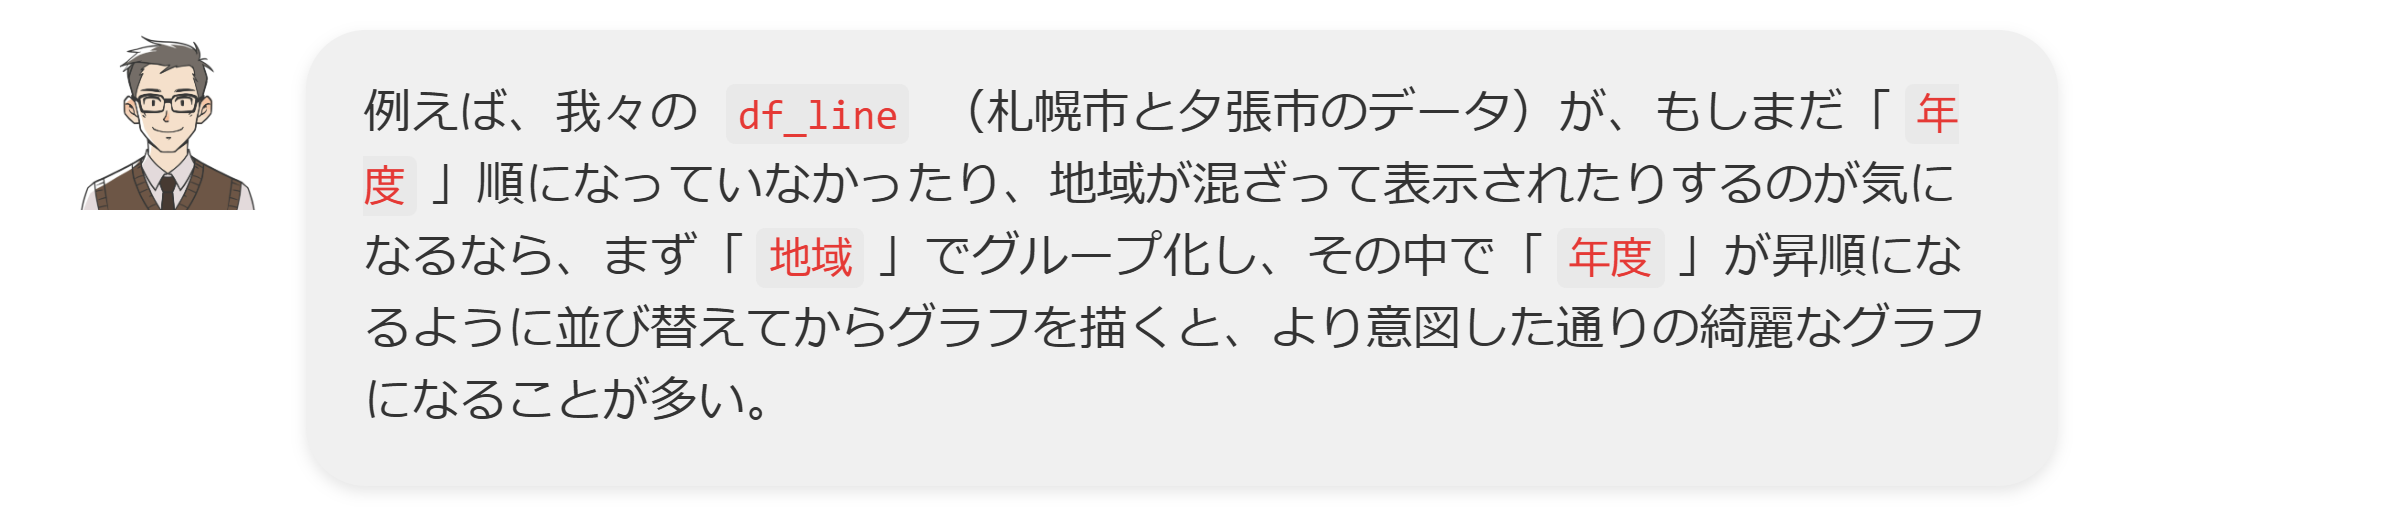 例えば、我々の df_line （札幌市と夕張市のデータ）が、もしまだ「 年
度 」順になっていなかったり、地域が混ざって表示されたりするのが気に
なるなら、まず「 地域 」でグループ化し、その中で「 年度 」が昇順にな
るように並び替えてからグラフを描くと、より意図した通りの綺麗なグラフ
になることが多い。